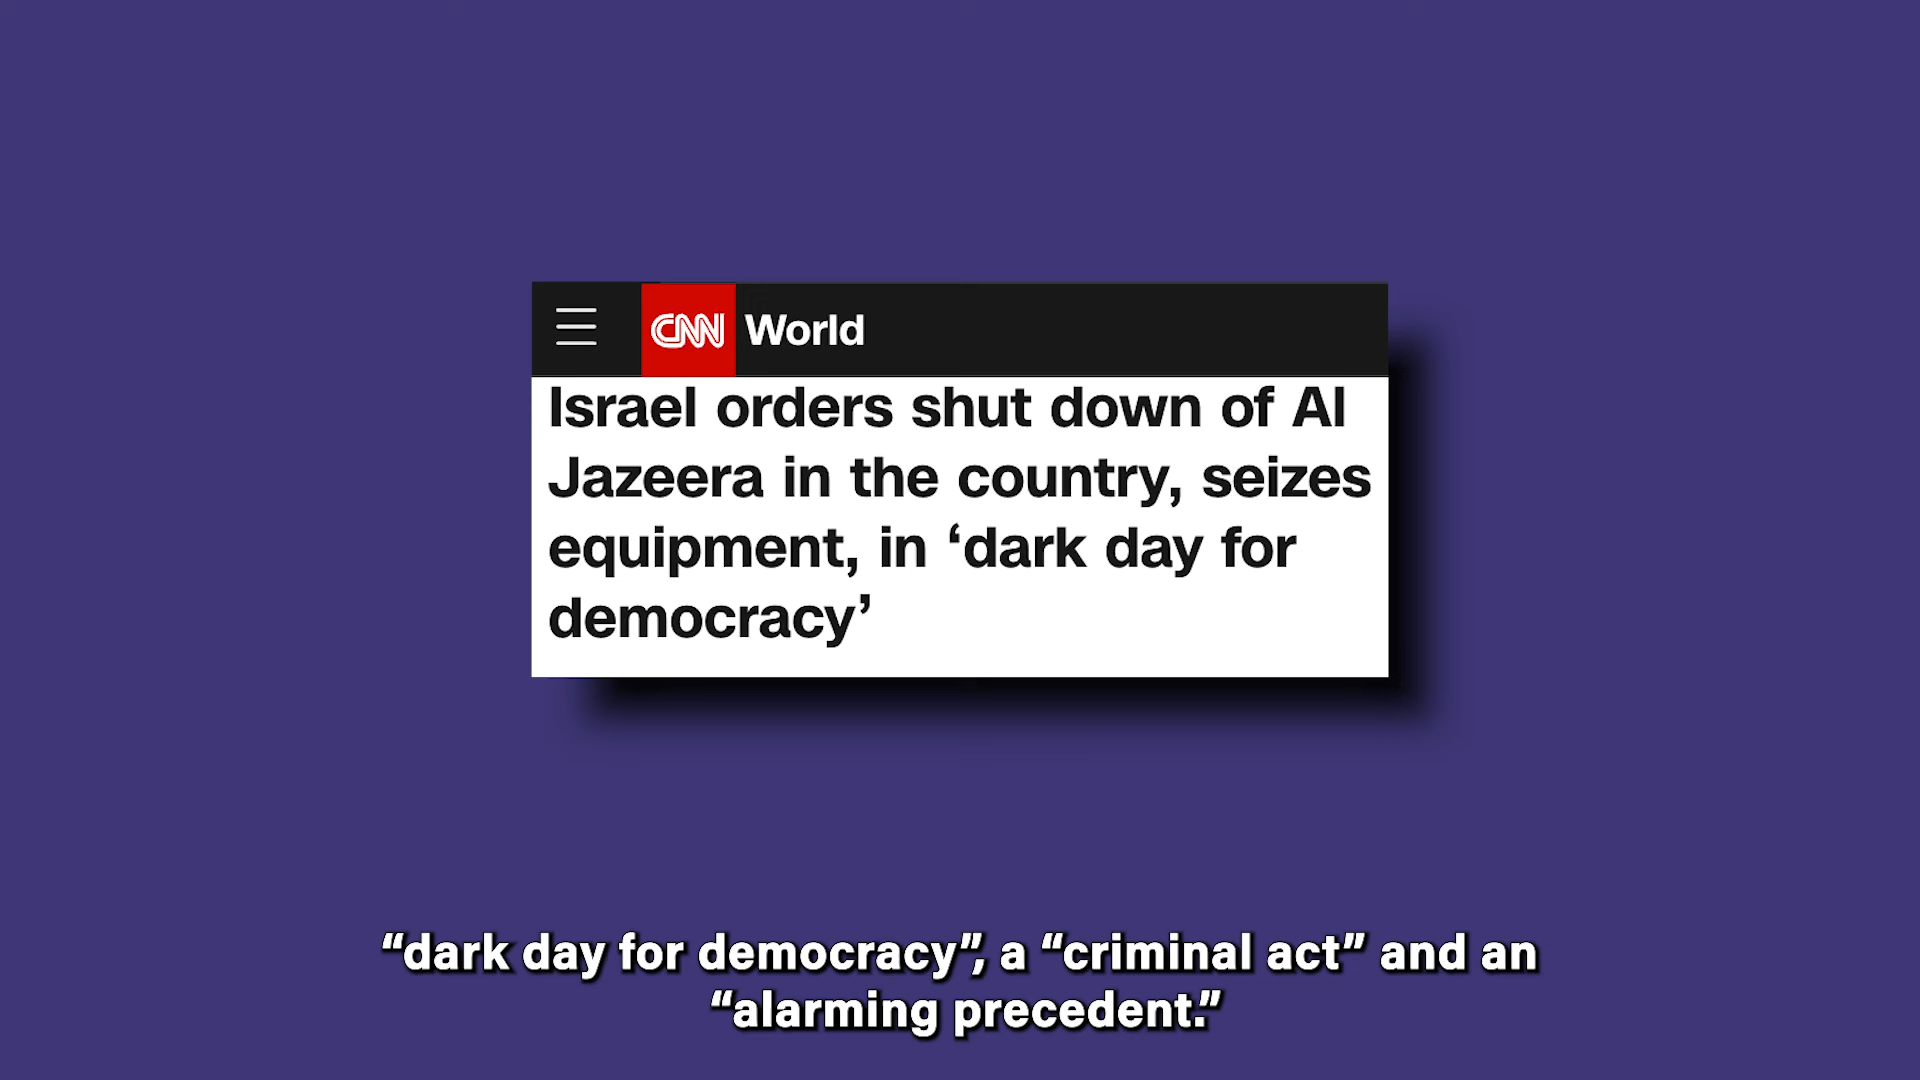 CNN World
Israel orders shut down of Al
Jazeera in the country, seizes
equipment, in ‘dark day for
democracy’
“dark day for democracy”, a “criminal act” and an
“alarming precedent.”